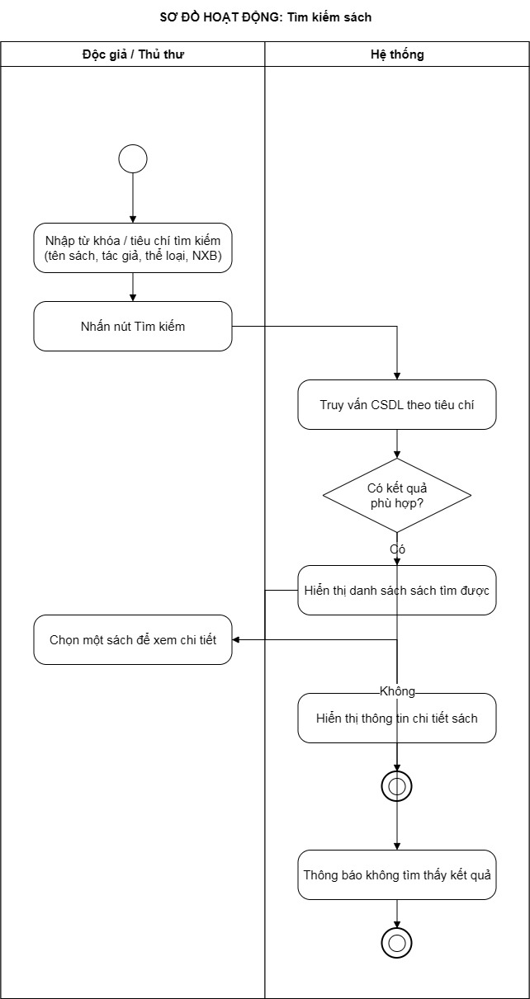 SƠ ĐỒ HOẠT ĐỘNG: Tìm kiếm sách
Độc giả / Thủ thư
Hệ thống
Nhập từ khóa / tiêu chí tìm kiếm
(tên sách, tác giả, thể loại, NXB)
Nhấn nút Tìm kiếm
Truy vấn CSDL theo tiêu chí
Có kết quả
phù hợp?
Có
Hiển thị danh sách sách tìm được
Chọn một sách để xem chi tiết
Không
Hiển thị thông tin chi tiết sách
Thông báo không tìm thấy kết quả